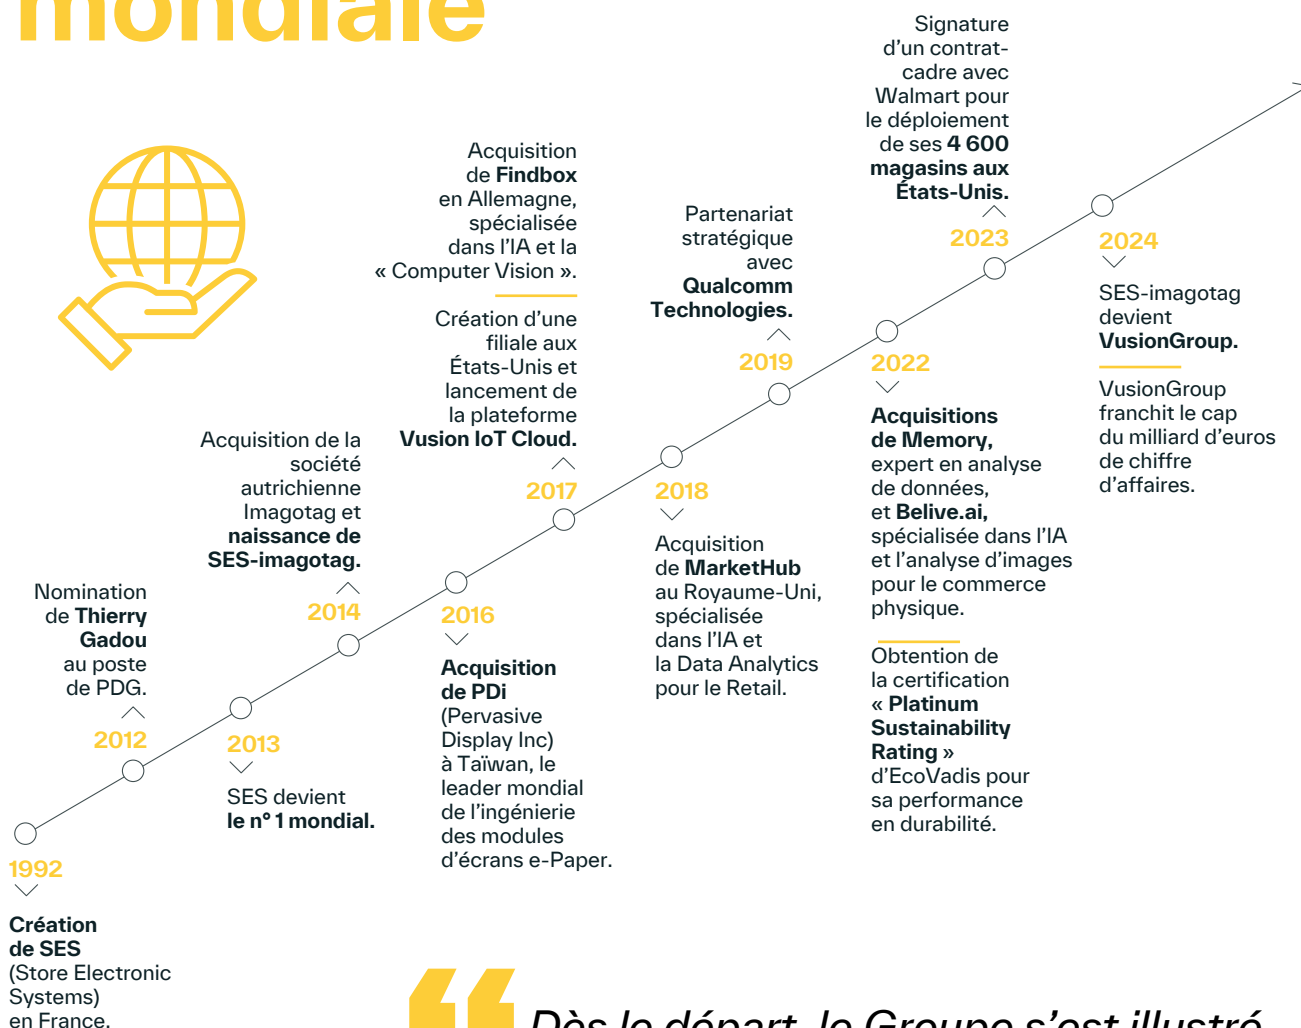 mondiale
1992
Création
de SES
(Store Electronic
Systems)
en France.
Nomination
de Thierry
Gadou
au poste
de PDG.
2012
2013
SES devient
le n° 1 mondial.
Acquisition de la
société
autrichienne
Imagotag et
naissance de
SES-imagotag.
2014
2016
Acquisition
de PDi
(Pervasive
Display Inc)
à Taïwan, le
leader mondial
de l’ingénierie
des modules
d’écrans e-Paper.
Acquisition
de Findbox
en Allemagne,
spécialisée
dans l’IA et la
« Computer Vision ».
Création d’une
filiale aux
États-Unis et
lancement de
la plateforme
Vusion IoT Cloud.
2017
2018
Acquisition
de MarketHub
au Royaume-Uni,
spécialisée
dans l’IA et
la Data Analytics
pour le Retail.
Partenariat
stratégique
avec
Qualcomm
Technologies.
2019
2022
Acquisitions
de Memory,
expert en analyse
de données,
et Belive.ai,
spécialisée dans l’IA
et l’analyse d’images
pour le commerce
physique.
Obtention de
la certification
« Platinum
Sustainability
Rating »
d’EcoVadis pour
sa performance
en durabilité.
Signature
d’un contrat-
cadre avec
Walmart pour
le déploiement
de ses 4 600
magasins aux
États-Unis.
2023
2024
SES-imagotag
devient
VusionGroup.
VusionGroup
franchit le cap
du milliard d’euros
de chiffre
d’affaires.
“
Dès le départ, le Groupe s’est illustré